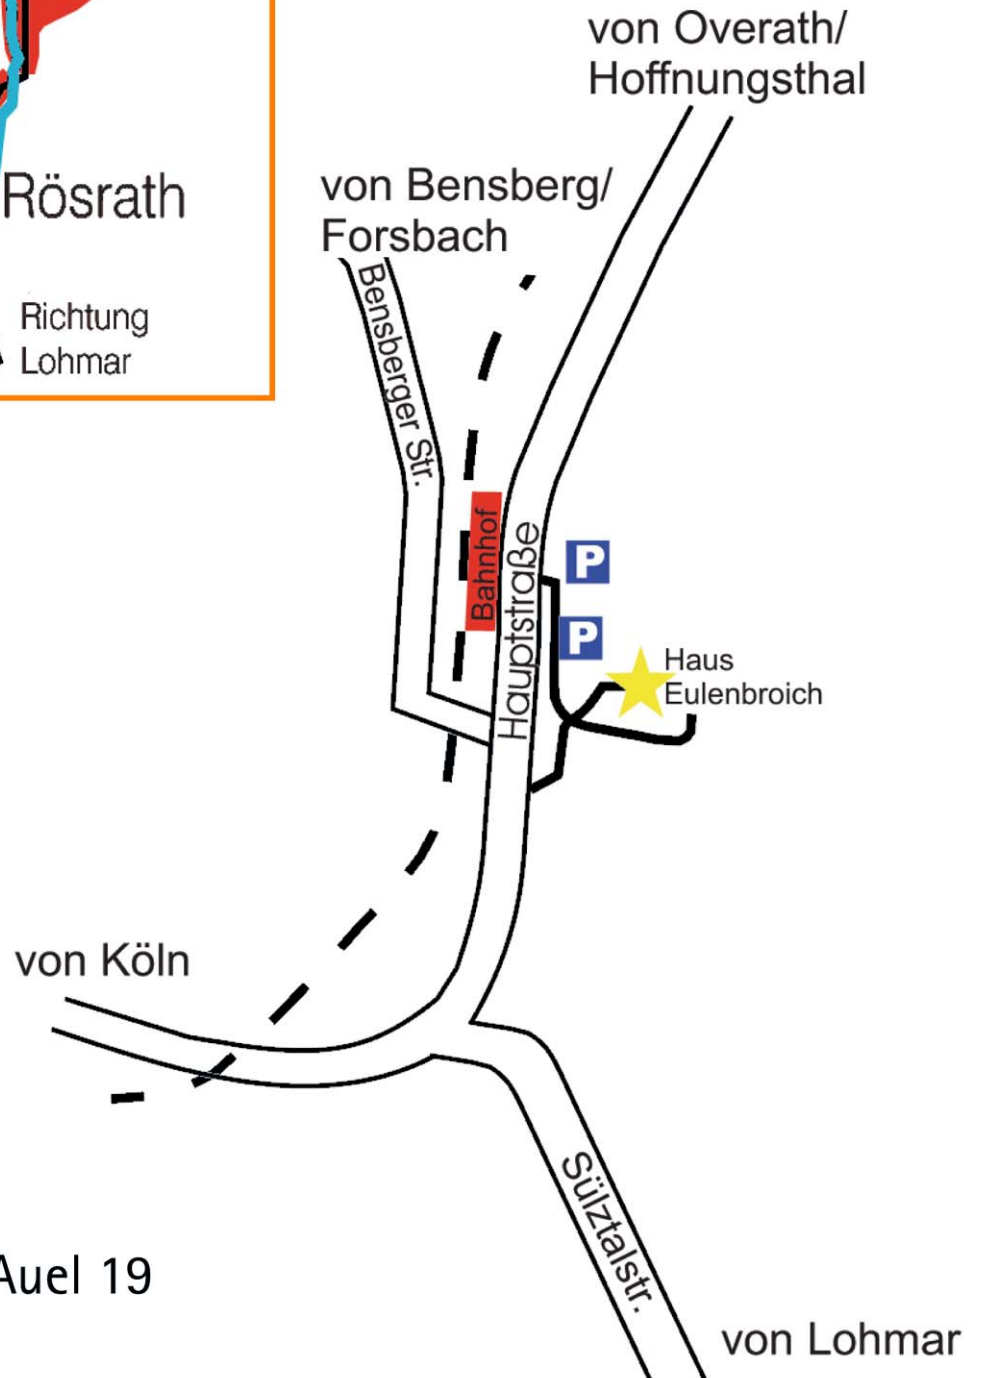 von Overath/
Hoffnungsthal
von Bensberg/
Forsbach
Rösrath
Richtung
Lohmar
Bensberger Str.
Bahnhof
Hauptstraße
P
P
Haus
Eulenbroich
von Köln
Sülztalstr.
Auel 19
von Lohmar